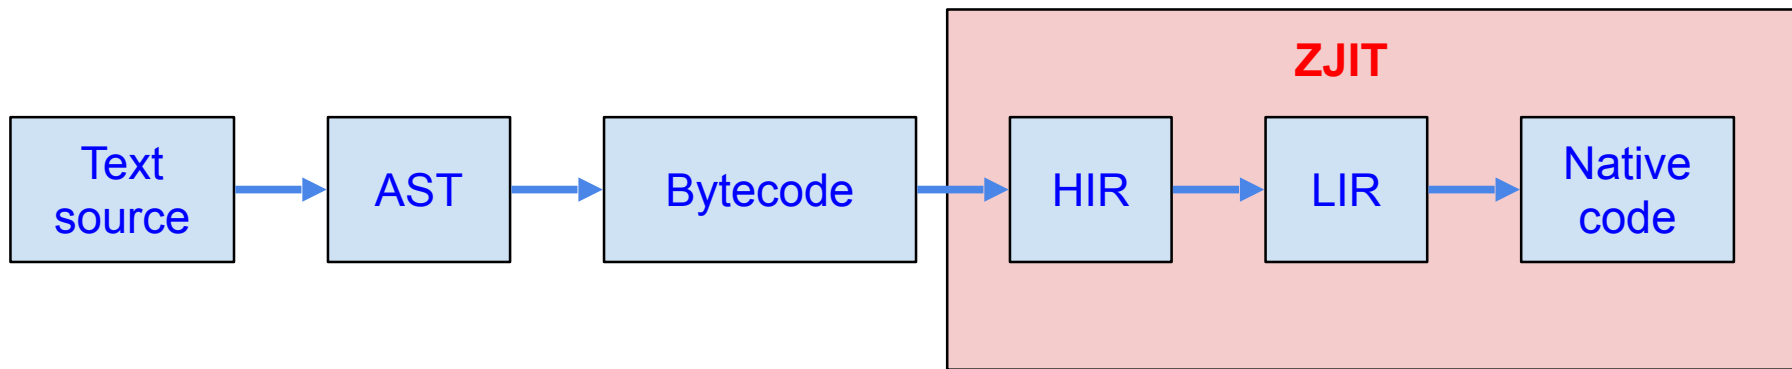 ZJIT
Text
source
AST
Bytecode
HIR
LIR
Native
code